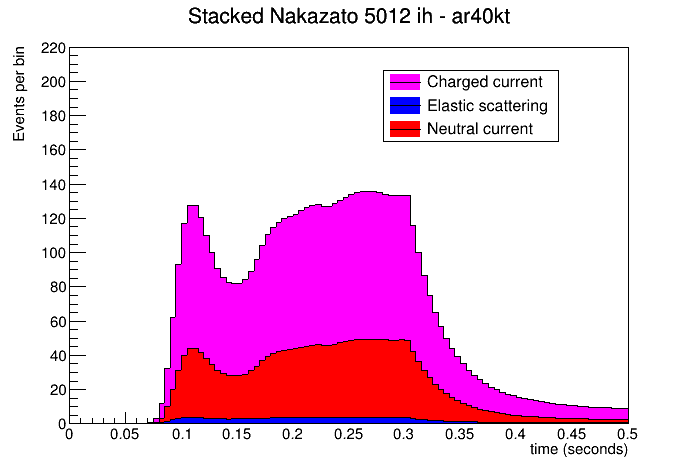 Stacked Nakazato 5012 ih - ar40kt
Events per bin
220
200
180
160
140
120
100
80
60
40
20
0
Charged current
Elastic scattering
Neutral current
0 0.05 0.1 0.15 0.2 0.25 0.3 0.35 0.4 0.45 0.5
time (seconds)